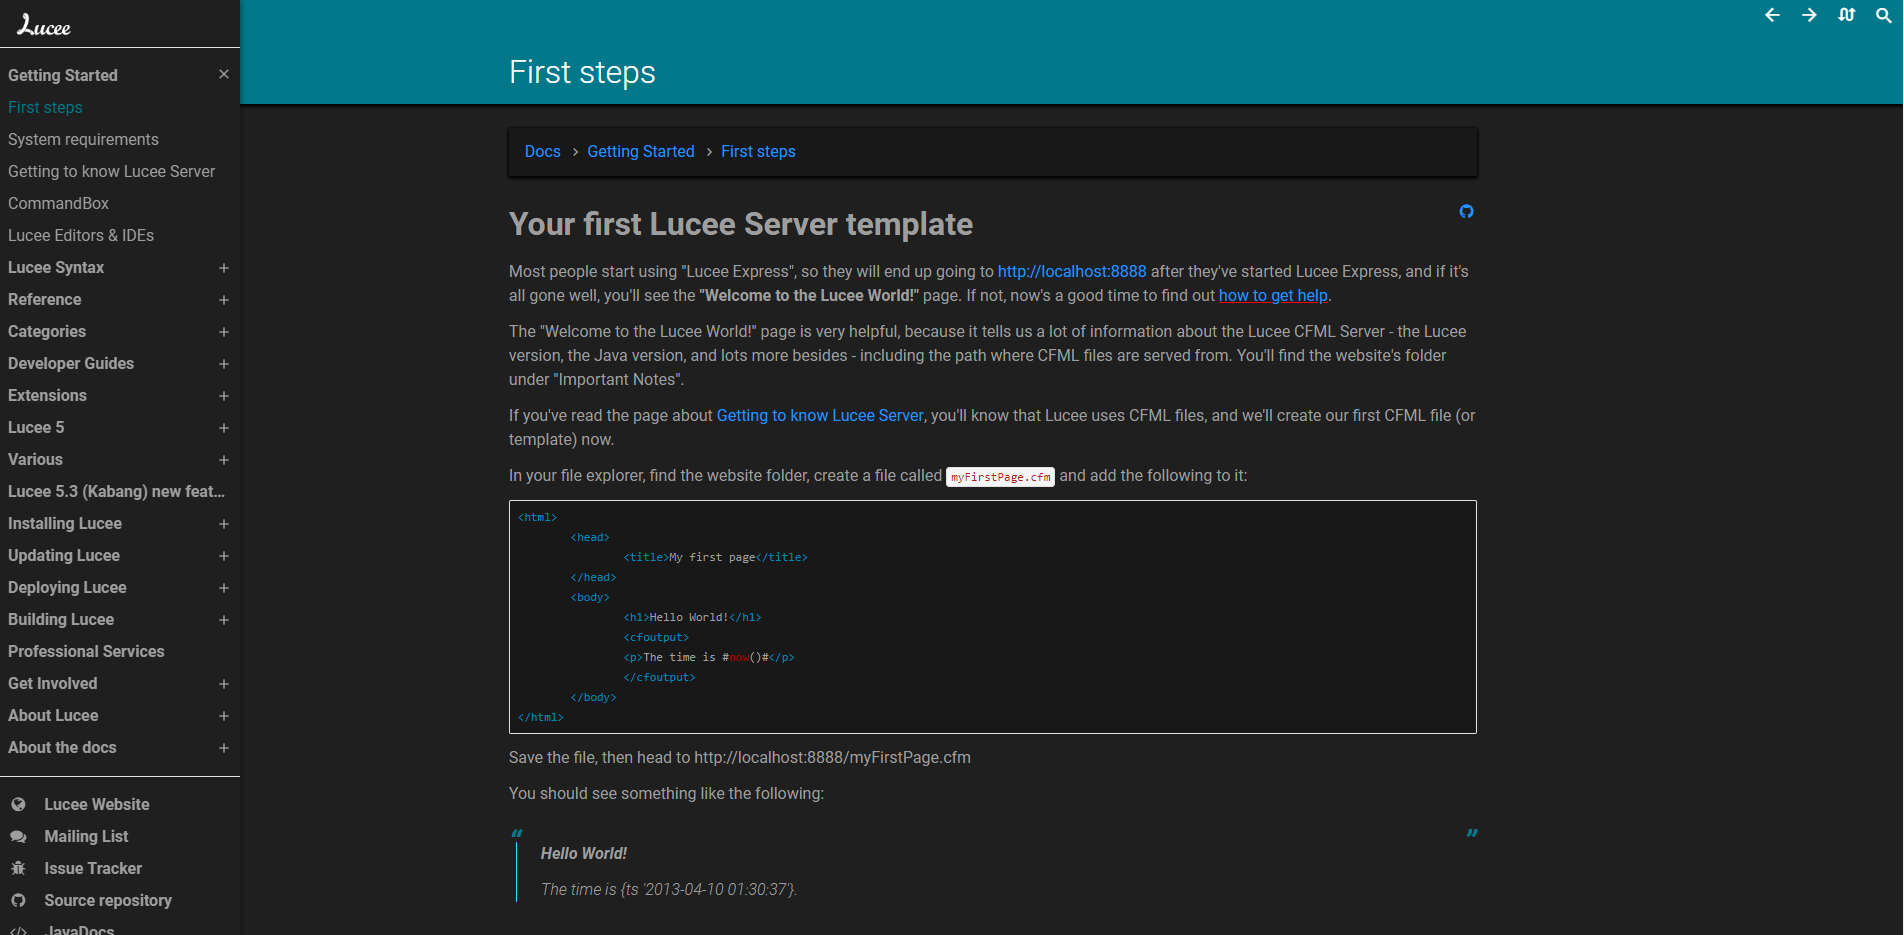 Lucee
Getting Started
First steps
System requirements
Getting to know Lucee Server
CommandBox
Lucee Editors & IDEs
Lucee Syntax
Reference
Categories
Developer Guides
Extensions
Lucee 5
Various
Lucee 5.3 (Kabang) new feat...
Installing Lucee
Updating Lucee
Deploying Lucee
Building Lucee
Professional Services
Get Involved
About Lucee
About the docs
Lucee Website
Mailing List
Issue Tracker
Source repository
JavaDocs
First steps
Docs > Getting Started > First steps
Your first Lucee Server template
Most people start using "Lucee Express", so they will end up going to http://localhost:8888 after they've started Lucee Express, and if it's
all gone well, you'll see the "Welcome to the Lucee World!" page. If not, now's a good time to find out how to get help.
The "Welcome to the Lucee World!" page is very helpful, because it tells us a lot of information about the Lucee CFML Server - the Lucee
version, the Java version, and lots more besides - including the path where CFML files are served from. You'll find the website's folder
under "Important Notes".
If you've read the page about Getting to know Lucee Server, you'll know that Lucee uses CFML files, and we'll create our first CFML file (or
template) now.
In your file explorer, find the website folder, create a file called myFirstPage.cfm and add the following to it:
<html>
<head>
<title>My first page</title>
</head>
<body>
<h1>Hello World!</h1>
<cfoutput>
<p>The time is #now()#</p>
</cfoutput>
</body>
</html>
Save the file, then head to http://localhost:8888/myFirstPage.cfm
You should see something like the following:
“ ”
Hello World!
The time is {ts '2013-04-10 01:30:37'}.